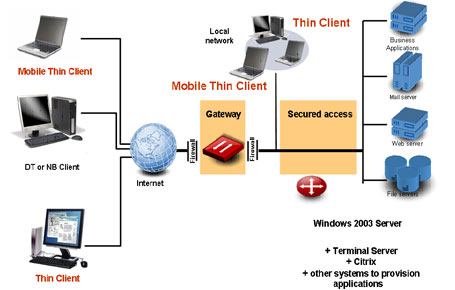 Local
network
Thin Client
Mobile Thin Client
Mobile Thin Client
Business
Applications
Gateway
Secured access
Mail server
DT or NB Client
Internet
Firewall
Firewall
Web server
File servers
Thin Client
Windows 2003 Server
+ Terminal Server
+ Citrix
+ other systems to provision
applications